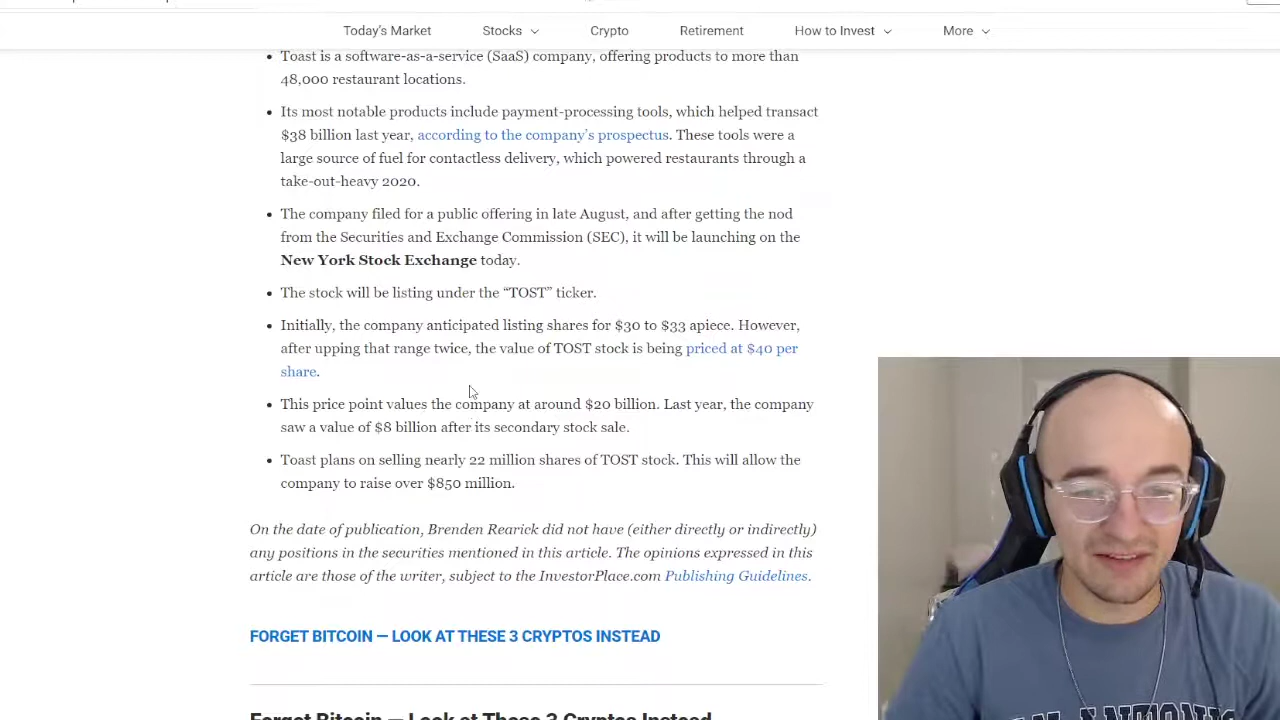 Today's Market Stocks Crypto Retirement How to Invest More
• Toast is a software-as-a-service (SaaS) company, offering products to more than
48,000 restaurant locations.
• Its most notable products include payment-processing tools, which helped transact
$38 billion last year, according to the company's prospectus. These tools were a
large source of fuel for contactless delivery, which powered restaurants through a
take-out-heavy 2020.
• The company filed for a public offering in late August, and after getting the nod
from the Securities and Exchange Commission (SEC), it will be launching on the
New York Stock Exchange today.
• The stock will be listing under the “TOST” ticker.
• Initially, the company anticipated listing shares for $30 to $33 apiece. However,
after upping that range twice, the value of TOST stock is being priced at $40 per
share.
• This price point values the company at around $20 billion. Last year, the company
saw a value of $8 billion after its secondary stock sale.
• Toast plans on selling nearly 22 million shares of TOST stock. This will allow the
company to raise over $850 million.
On the date of publication, Brenden Rearick did not have (either directly or indirectly)
any positions in the securities mentioned in this article. The opinions expressed in this
article are those of the writer, subject to the InvestorPlace.com Publishing Guidelines.
FORGET BITCOIN — LOOK AT THESE 3 CRYPTOS INSTEAD
Forget Bitcoin — Look at These 3 Cryptos Instead